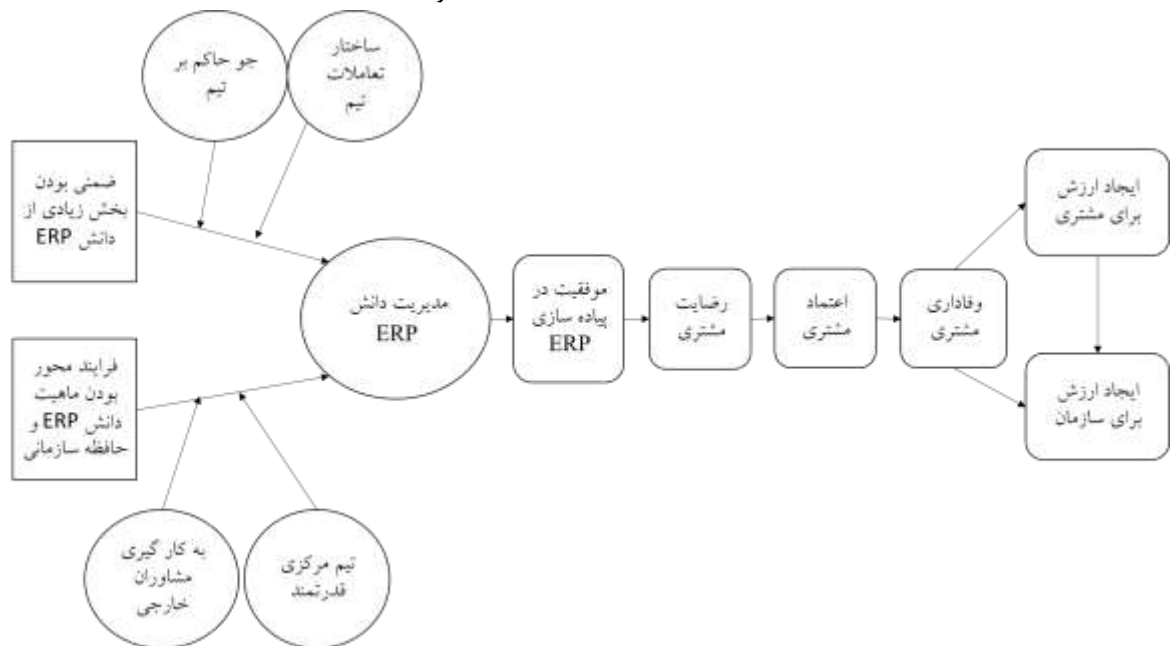 جو حاکم بر
تیم
ساختار
تعاملات
تیم
ضمنی بودن
بخش زیادی از
دانش ERP
فرایند محور
بودن ماهیت
دانش ERP و
حافظه سازمانی
به کار گیری
مشاوران
خارجی
تیم مرکزی
قدرتمند
مدیریت دانش
ERP
موفقیت در
پیاده سازی
ERP
رضایت
مشتری
اعتماد
مشتری
وفاداری
مشتری
ایجاد ارزش
برای مشتری
ایجاد ارزش
برای سازمان